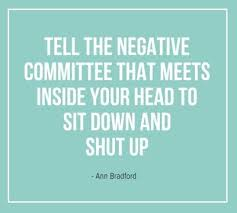 TELL THE NEGATIVE
COMMITTEE THAT MEETS
INSIDE YOUR HEAD TO
SIT DOWN AND
SHUT UP
- Ann Bradford